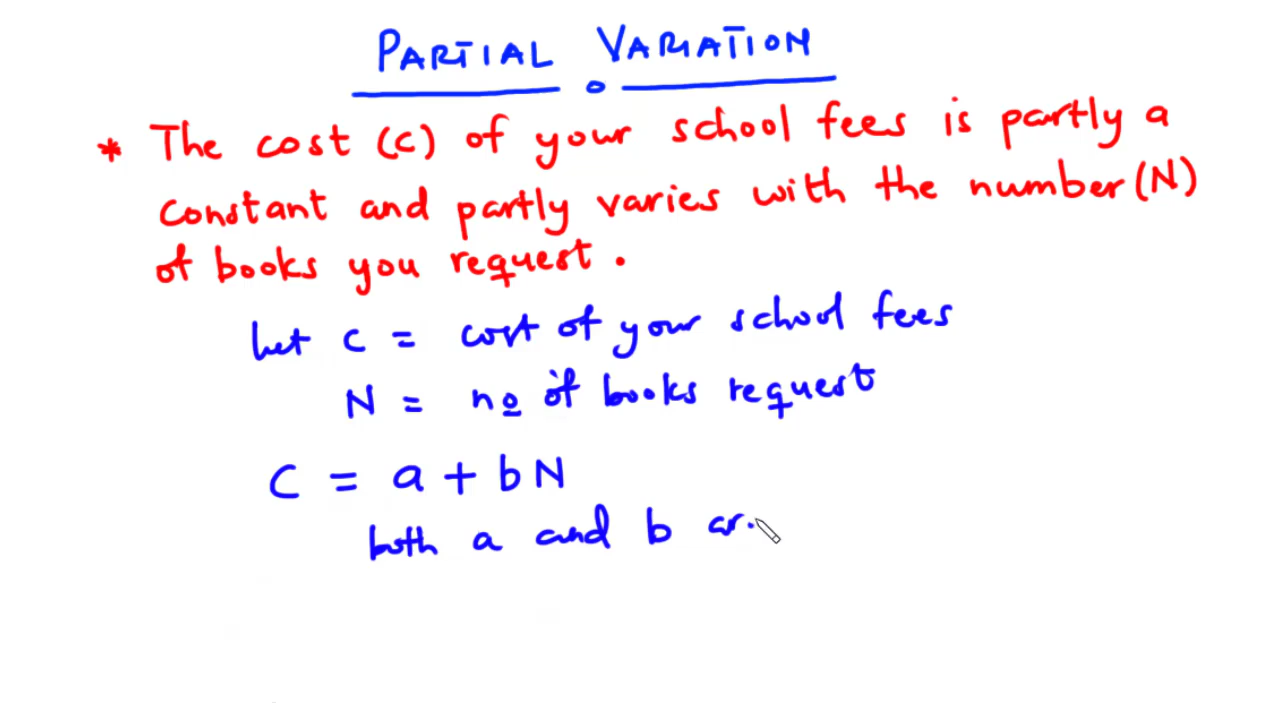 PARTIAL VARIATION
* The cost (c) of your school fees is partly a
constant and partly varies with the number (N)
of books you request.
Let C = cost of your school fees
N = no of books request
C = a + bN
both a and b ar